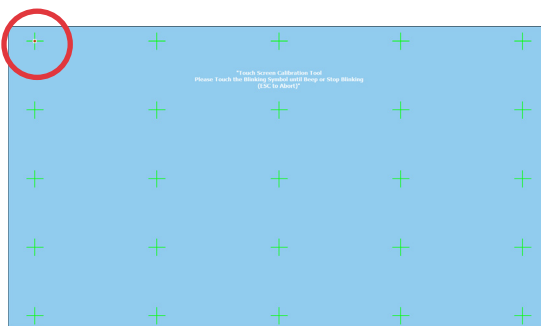 "Touch Screen Calibration Tool
Please Touch the Blinking Symbol until Beep or Stop Blinking
(ESC to Abort)"